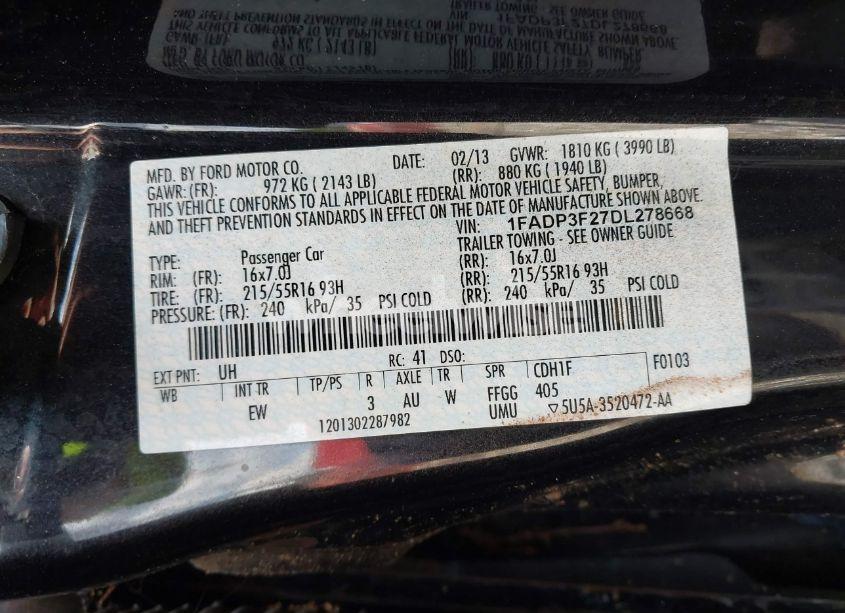 MFD. BY FORD MOTOR CO. DATE: 02/13 GVWR: 1810 KG ( 3990 LB)
GAWR: (FR): 972 KG ( 2143 LB) (RR): 880 KG ( 1940 LB)
THIS VEHICLE CONFORMS TO ALL APPLICABLE FEDERAL MOTOR VEHICLE SAFETY, BUMPER,
AND THEFT PREVENTION STANDARDS IN EFFECT ON THE DATE OF MANUFACTURE SHOWN ABOVE.
VIN: 1FADP3F27DL278668
TYPE: Passenger Car TRAILER TOWING - SEE OWNER GUIDE
RIM: (FR): 16x7.0J (RR): 16x7.0J
TIRE: (FR): 215/55R16 93H (RR): 215/55R16 93H
PRESSURE: (FR): 240 kPa/ 35 PSI COLD (RR): 240 kPa/ 35 PSI COLD
EXT PNT: UH RC: 41 DSO:
WB INT TR TP/PS R AXLE TR SPR CDH1F F0103
EW 3 AU W FFGG 405
1201302287982 UMU ▽5U5A-3520472-AA